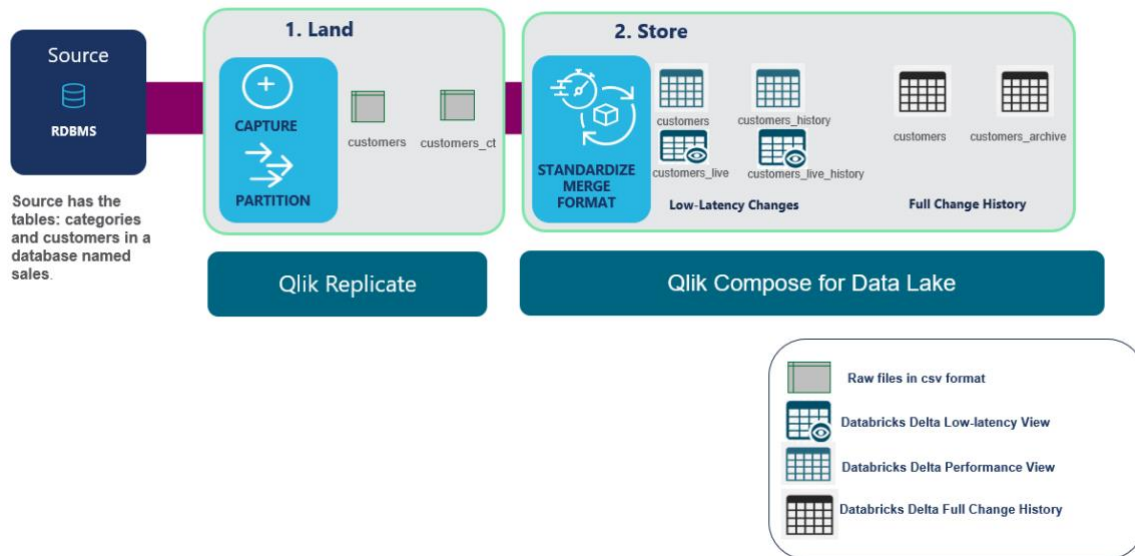 Source
RDBMS
Source has the
tables: categories
and customers in a
database named
sales.
1. Land
CAPTURE
PARTITION
customers
customers_ct
Qlik Replicate
2. Store
STANDARDIZE
MERGE
FORMAT
customers
customers_history
customers_live
customers_live_history
Low-Latency Changes
customers
customers_archive
Full Change History
Qlik Compose for Data Lake
Raw files in csv format
Databricks Delta Low-latency View
Databricks Delta Performance View
Databricks Delta Full Change History